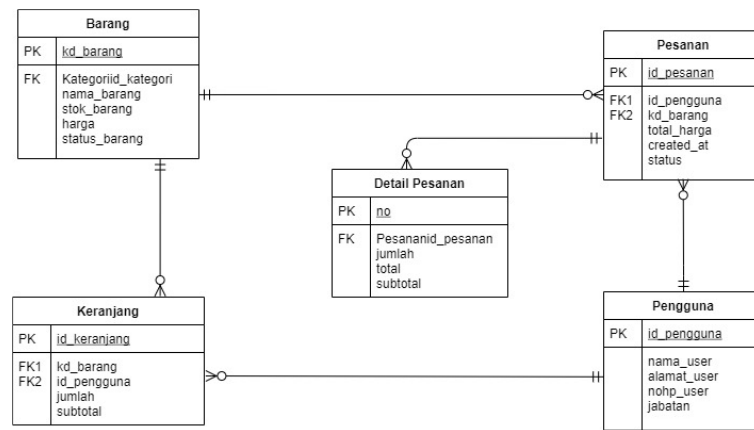 Barang
PK kd_barang
FK Kategoriid_kategori
nama_barang
stok_barang
harga
status_barang
Pesanan
PK id_pesanan
FK1 id_pengguna
FK2 kd_barang
total_harga
created_at
status
Detail Pesanan
PK no
FK Pesananid_pesanan
jumlah
total
subtotal
Keranjang
PK id_keranjang
FK1 kd_barang
FK2 id_pengguna
jumlah
subtotal
Pengguna
PK id_pengguna
nama_user
alamat_user
nohp_user
jabatan